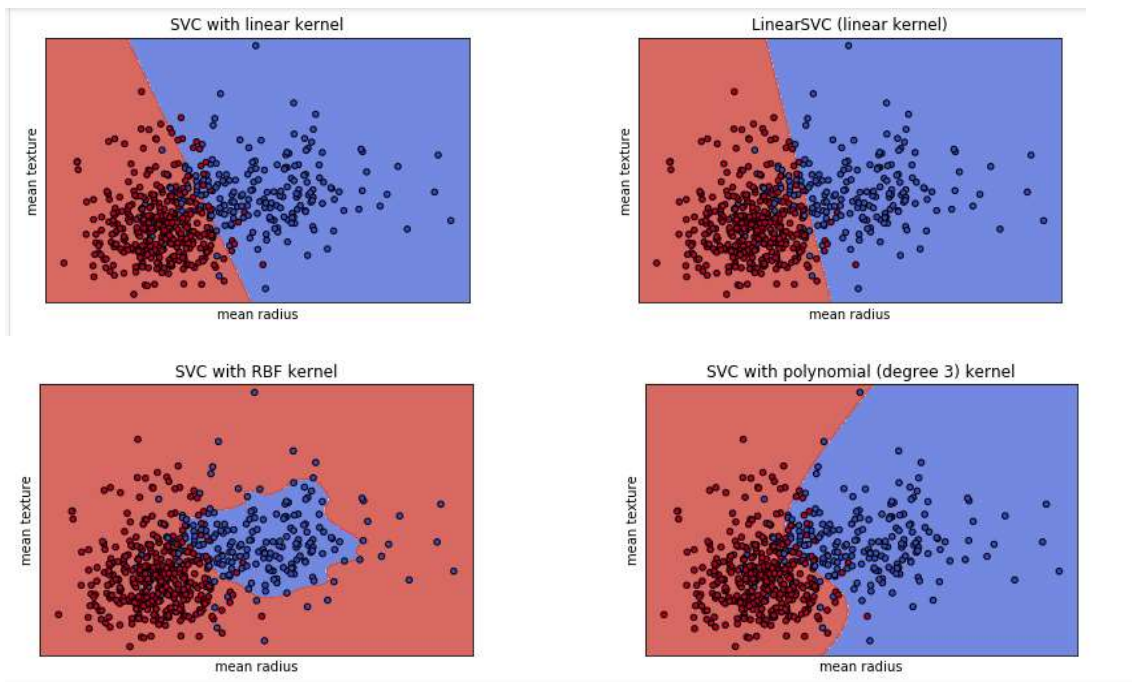 SVC with linear kernel
LinearSVC (linear kernel)
mean texture
mean texture
mean radius
mean radius
SVC with RBF kernel
SVC with polynomial (degree 3) kernel
mean texture
mean texture
mean radius
mean radius